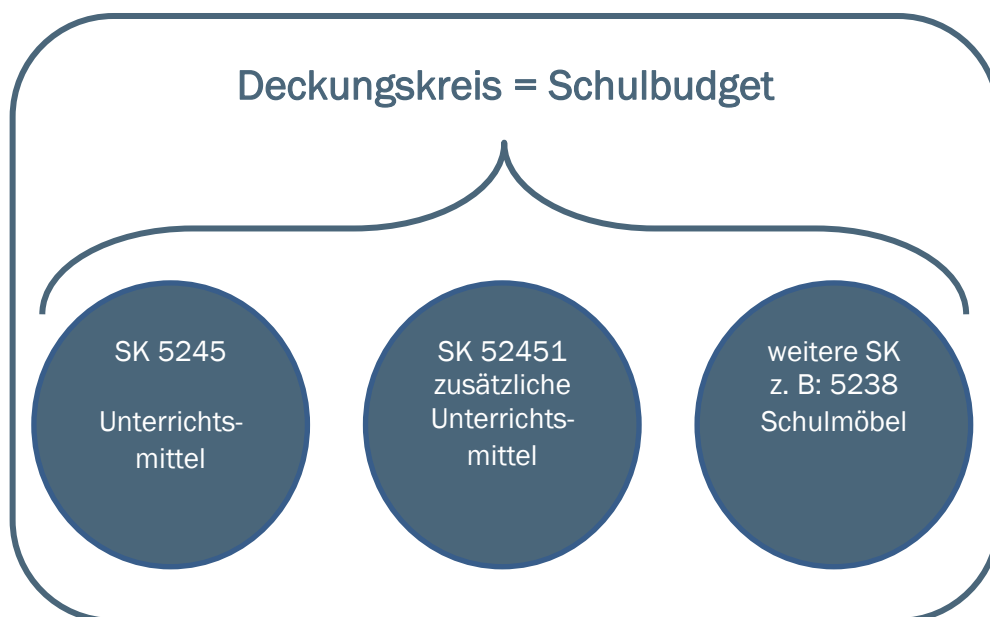 Deckungskreis = Schulbudget
SK 5245
Unterrichts-
mittel
SK 52451
zusätzliche
Unterrichts-
mittel
weitere SK
z. B: 5238
Schulmöbel